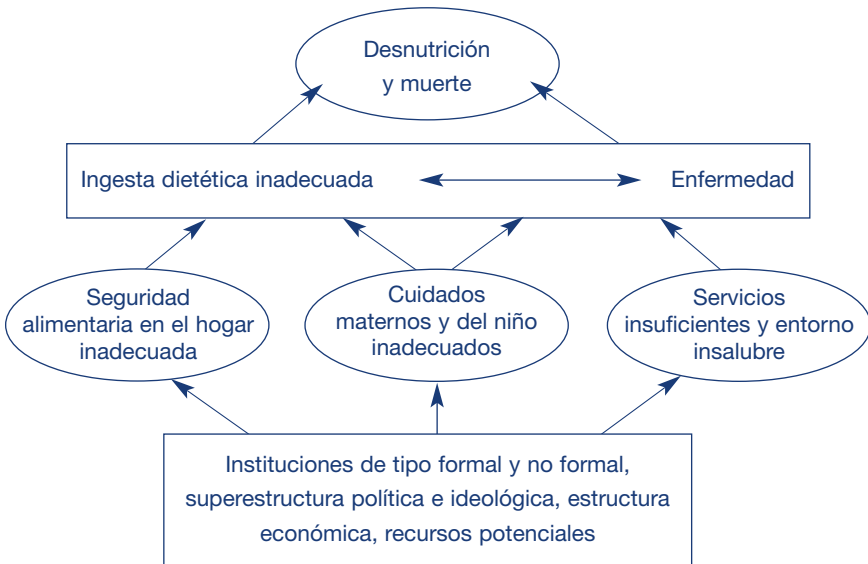 Desnutrición
y muerte
Ingesta dietética inadecuada
Enfermedad
Seguridad
alimentaria en el hogar
inadecuada
Cuidados
maternos y del niño
inadecuados
Servicios
insuficientes y entorno
insalubre
Instituciones de tipo formal y no formal,
superestructura política e ideológica, estructura
económica, recursos potenciales